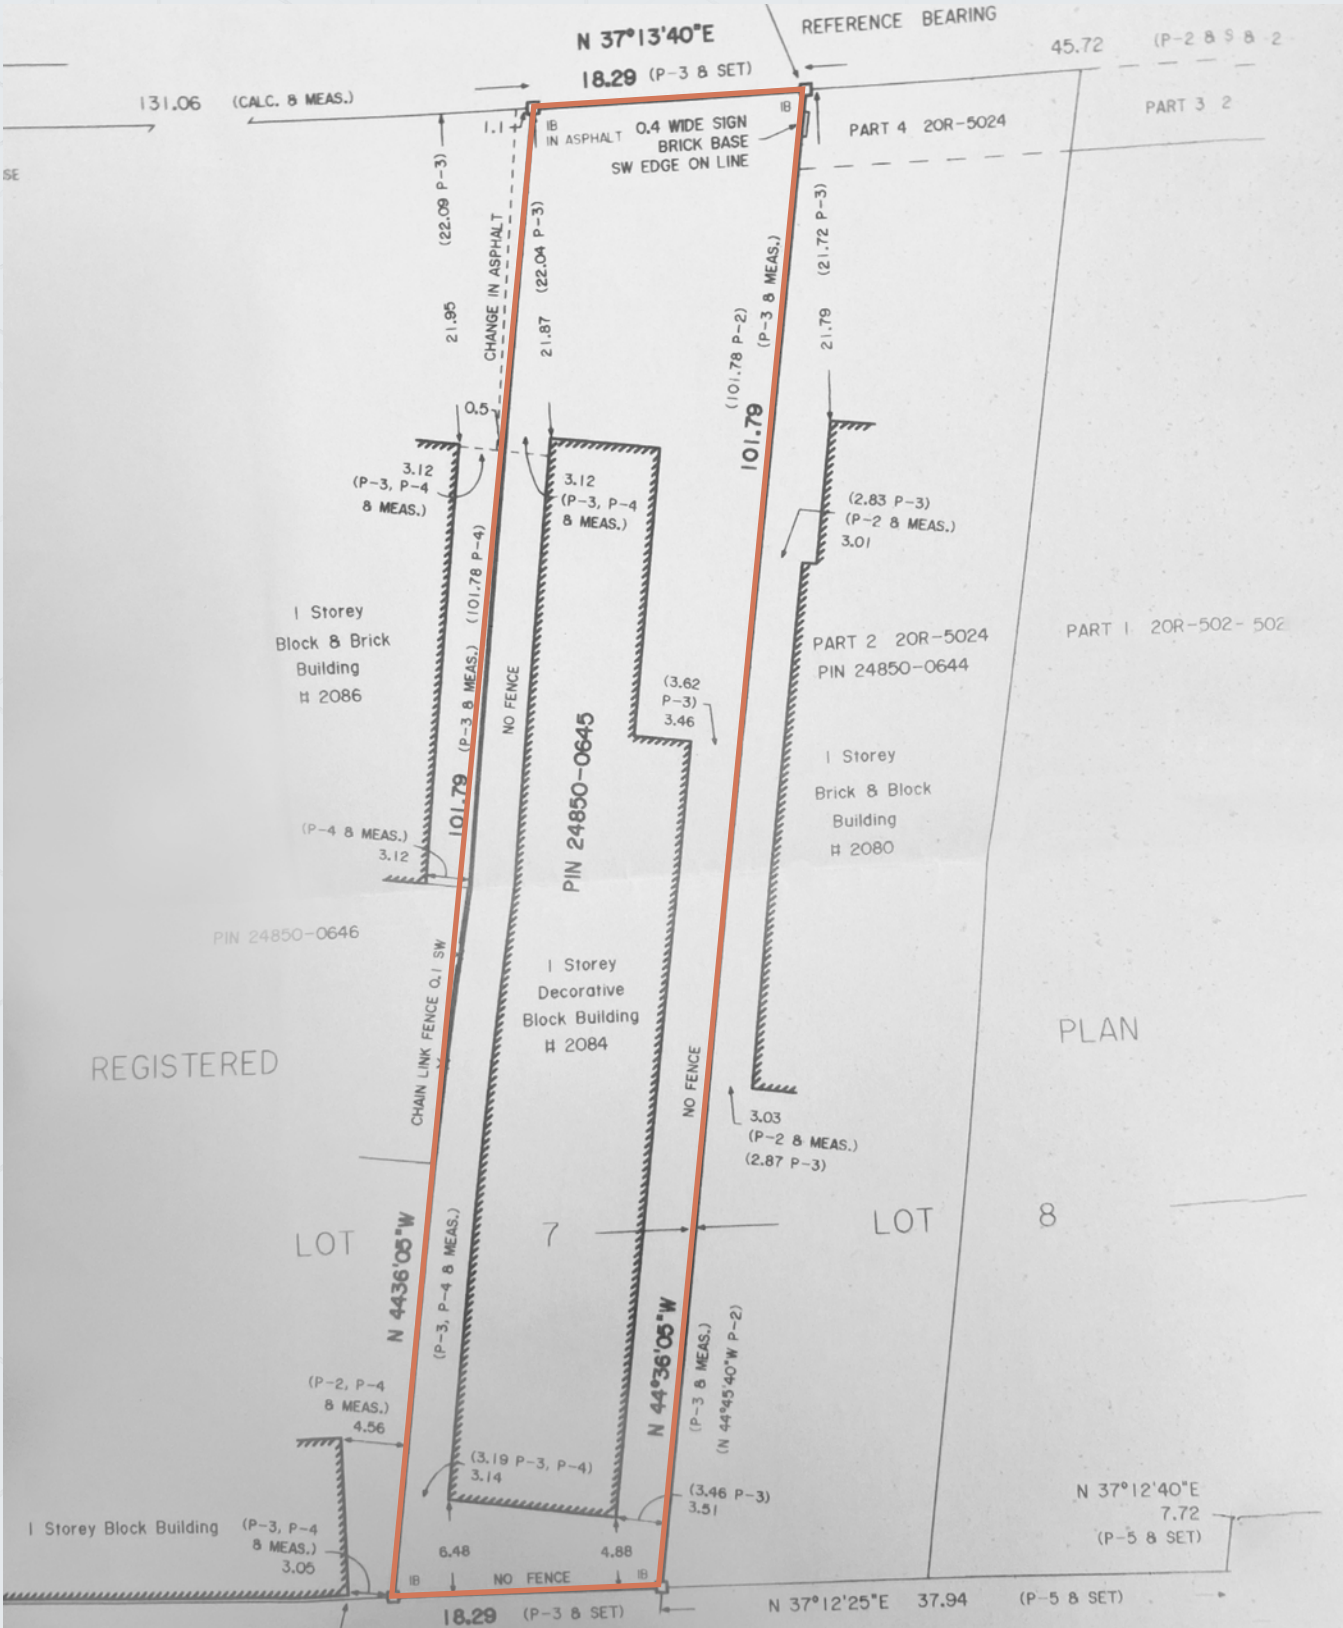 REFERENCE BEARING
N 37°13'40"E
18.29 (P-3 & SET)
45.72
131.06 (CALC. & MEAS.)
PART 3
PART 4 20R-5024
1.1
IB
IN ASPHALT
0.4 WIDE SIGN
BRICK BASE
SW EDGE ON LINE
IB
SE
(22.09 P-3)
21.95
CHANGE IN ASPHALT
(22.04 P-3)
21.87
(101.78 P-2)
101.79
(P-3 & MEAS.)
(21.72 P-3)
21.79
0.5
3.12
(P-3, P-4
& MEAS.)
3.12
(P-3, P-4
& MEAS.)
(2.83 P-3)
(P-2 & MEAS.)
3.01
(101.78 P-4)
(P-3 & MEAS.)
101.79
NO FENCE
1 Storey
Block & Brick
Building
# 2086
PART 2 20R-5024
PIN 24850-0644
PART 1 20R-502
(3.62
P-3)
3.46
PIN 24850-0645
1 Storey
Brick & Block
Building
# 2080
(P-4 & MEAS.)
3.12
PIN 24850-0646
1 Storey
Decorative
Block Building
# 2084
CHAIN LINK FENCE 0.1 SW
REGISTERED
PLAN
NO FENCE
3.03
(P-2 & MEAS.)
(2.87 P-3)
LOT
7
LOT
8
N 4436'05"W
(P-3, P-4 & MEAS.)
N 44°36'05"W
(P-3 & MEAS.)
(N 44°45'40"W P-2)
(P-2, P-4
& MEAS.)
4.56
(3.19 P-3, P-4)
3.14
(3.46 P-3)
3.51
N 37°12'40"E
7.72
(P-5 & SET)
1 Storey Block Building
(P-3, P-4
& MEAS.)
3.05
6.48
4.88
IB
NO FENCE
IB
18.29 (P-3 & SET)
N 37°12'25"E 37.94 (P-5 & SET)